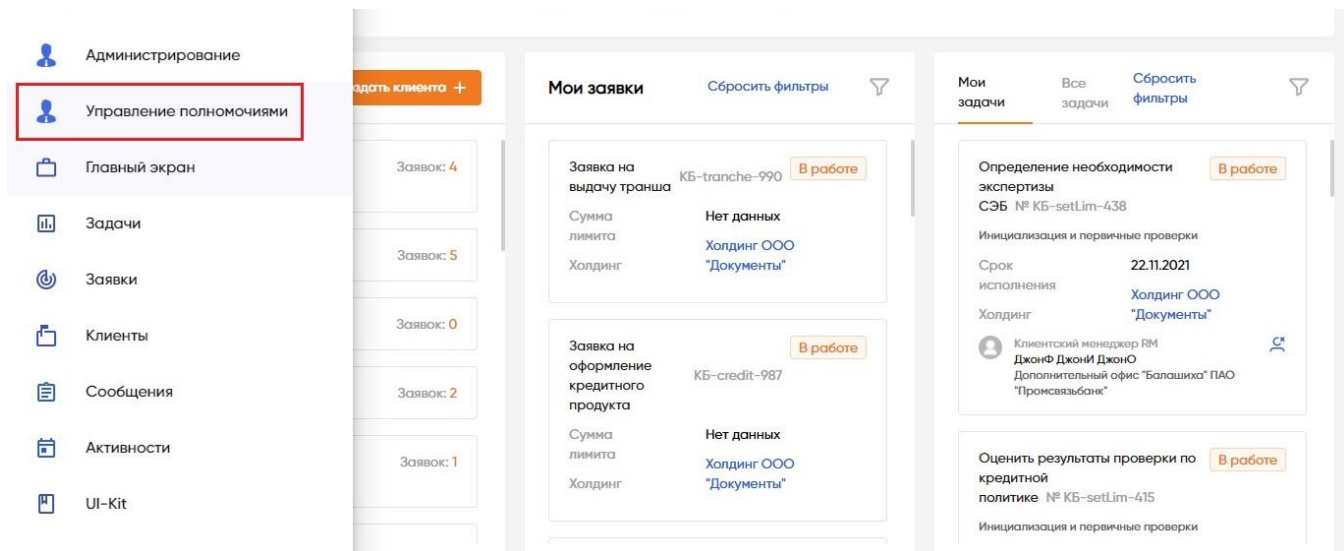 Администрирование
Управление полномочиями
Главный экран
Задачи
Заявки
Клиенты
Сообщения
Активности
UI-Kit
клиента +
Заявок: 4
Заявок: 5
Заявок: 0
Заявок: 2
Заявок: 1
Мои заявки
Сбросить фильтры
Заявка на
выдачу транша
КБ-tranche-990
В работе
Сумма
лимита
Нет данных
Холдинг
Холдинг ООО
"Документы"
Заявка на
оформление
кредитного
продукта
КБ-credit-987
В работе
Сумма
лимита
Нет данных
Холдинг
Холдинг ООО
"Документы"
Мои
задачи
Все
задачи
Сбросить
фильтры
Определение необходимости
экспертизы
СЭБ № КБ-setLim-438
В работе
Инициализация и первичные проверки
Срок
исполнения
22.11.2021
Холдинг
Холдинг ООО
"Документы"
Клиентский менеджер RM
ДжонФ ДжонИ ДжонО
Дополнительный офис "Балашиха" ПАО
"Промсвязьбанк"
Оценить результаты проверки по
кредитной
политике № КБ-setLim-415
В работе
Инициализация и первичные проверки